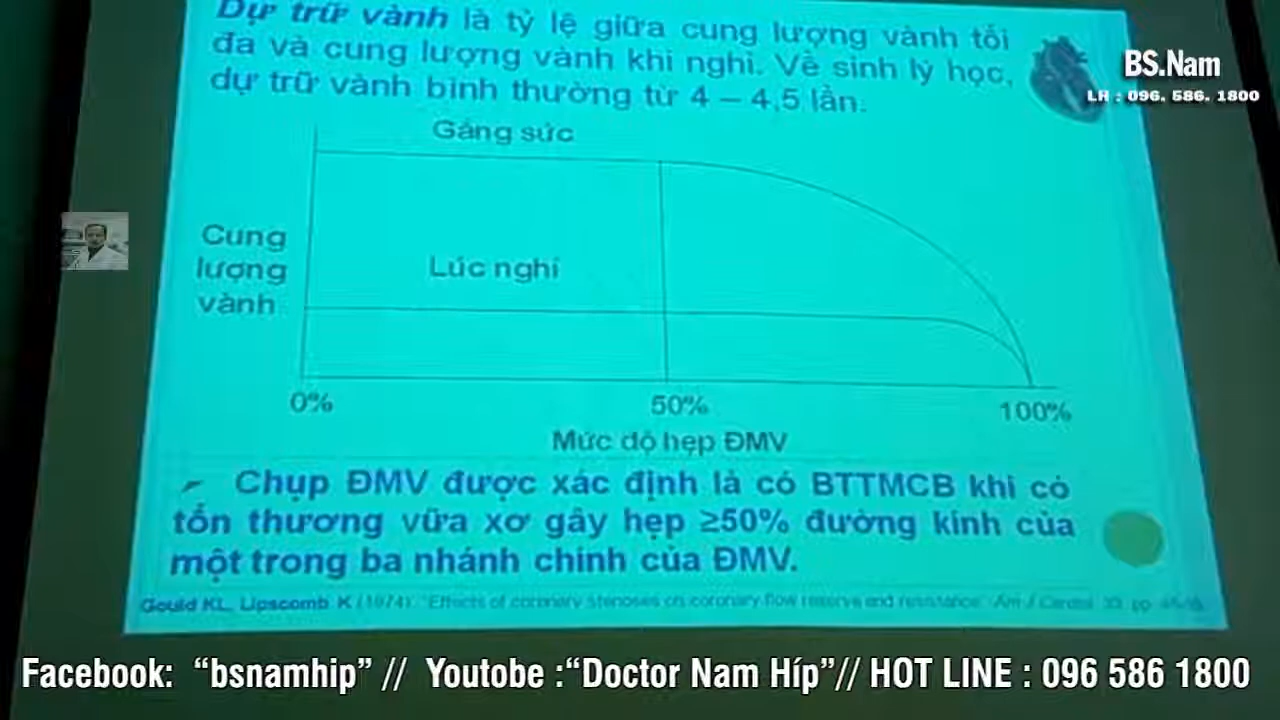 Dự trữ vành là tỷ lệ giữa cung lượng vành tối
đa và cung lượng vành khi nghỉ. Về sinh lý học,
dự trữ vành bình thường từ 4 – 4,5 lần.
BS.Nam
LH : 096. 586. 1800
Gắng sức
Cung
lượng
vành
Lúc nghỉ
0%
50%
100%
Mức độ hẹp ĐMV
Chụp ĐMV được xác định là có BTTMCB khi có
tổn thương vữa xơ gây hẹp ≥50% đường kính của
một trong ba nhánh chính của ĐMV.
Gould KL, Lipscomb K (1974). "Effects of coronary stenoses on coronary flow reserve and resistance" Am J Cardiol. 33. pp
Facebook: “bsnamhip” // Youtobe :“Doctor Nam Híp”// HOT LINE : 096 586 1800